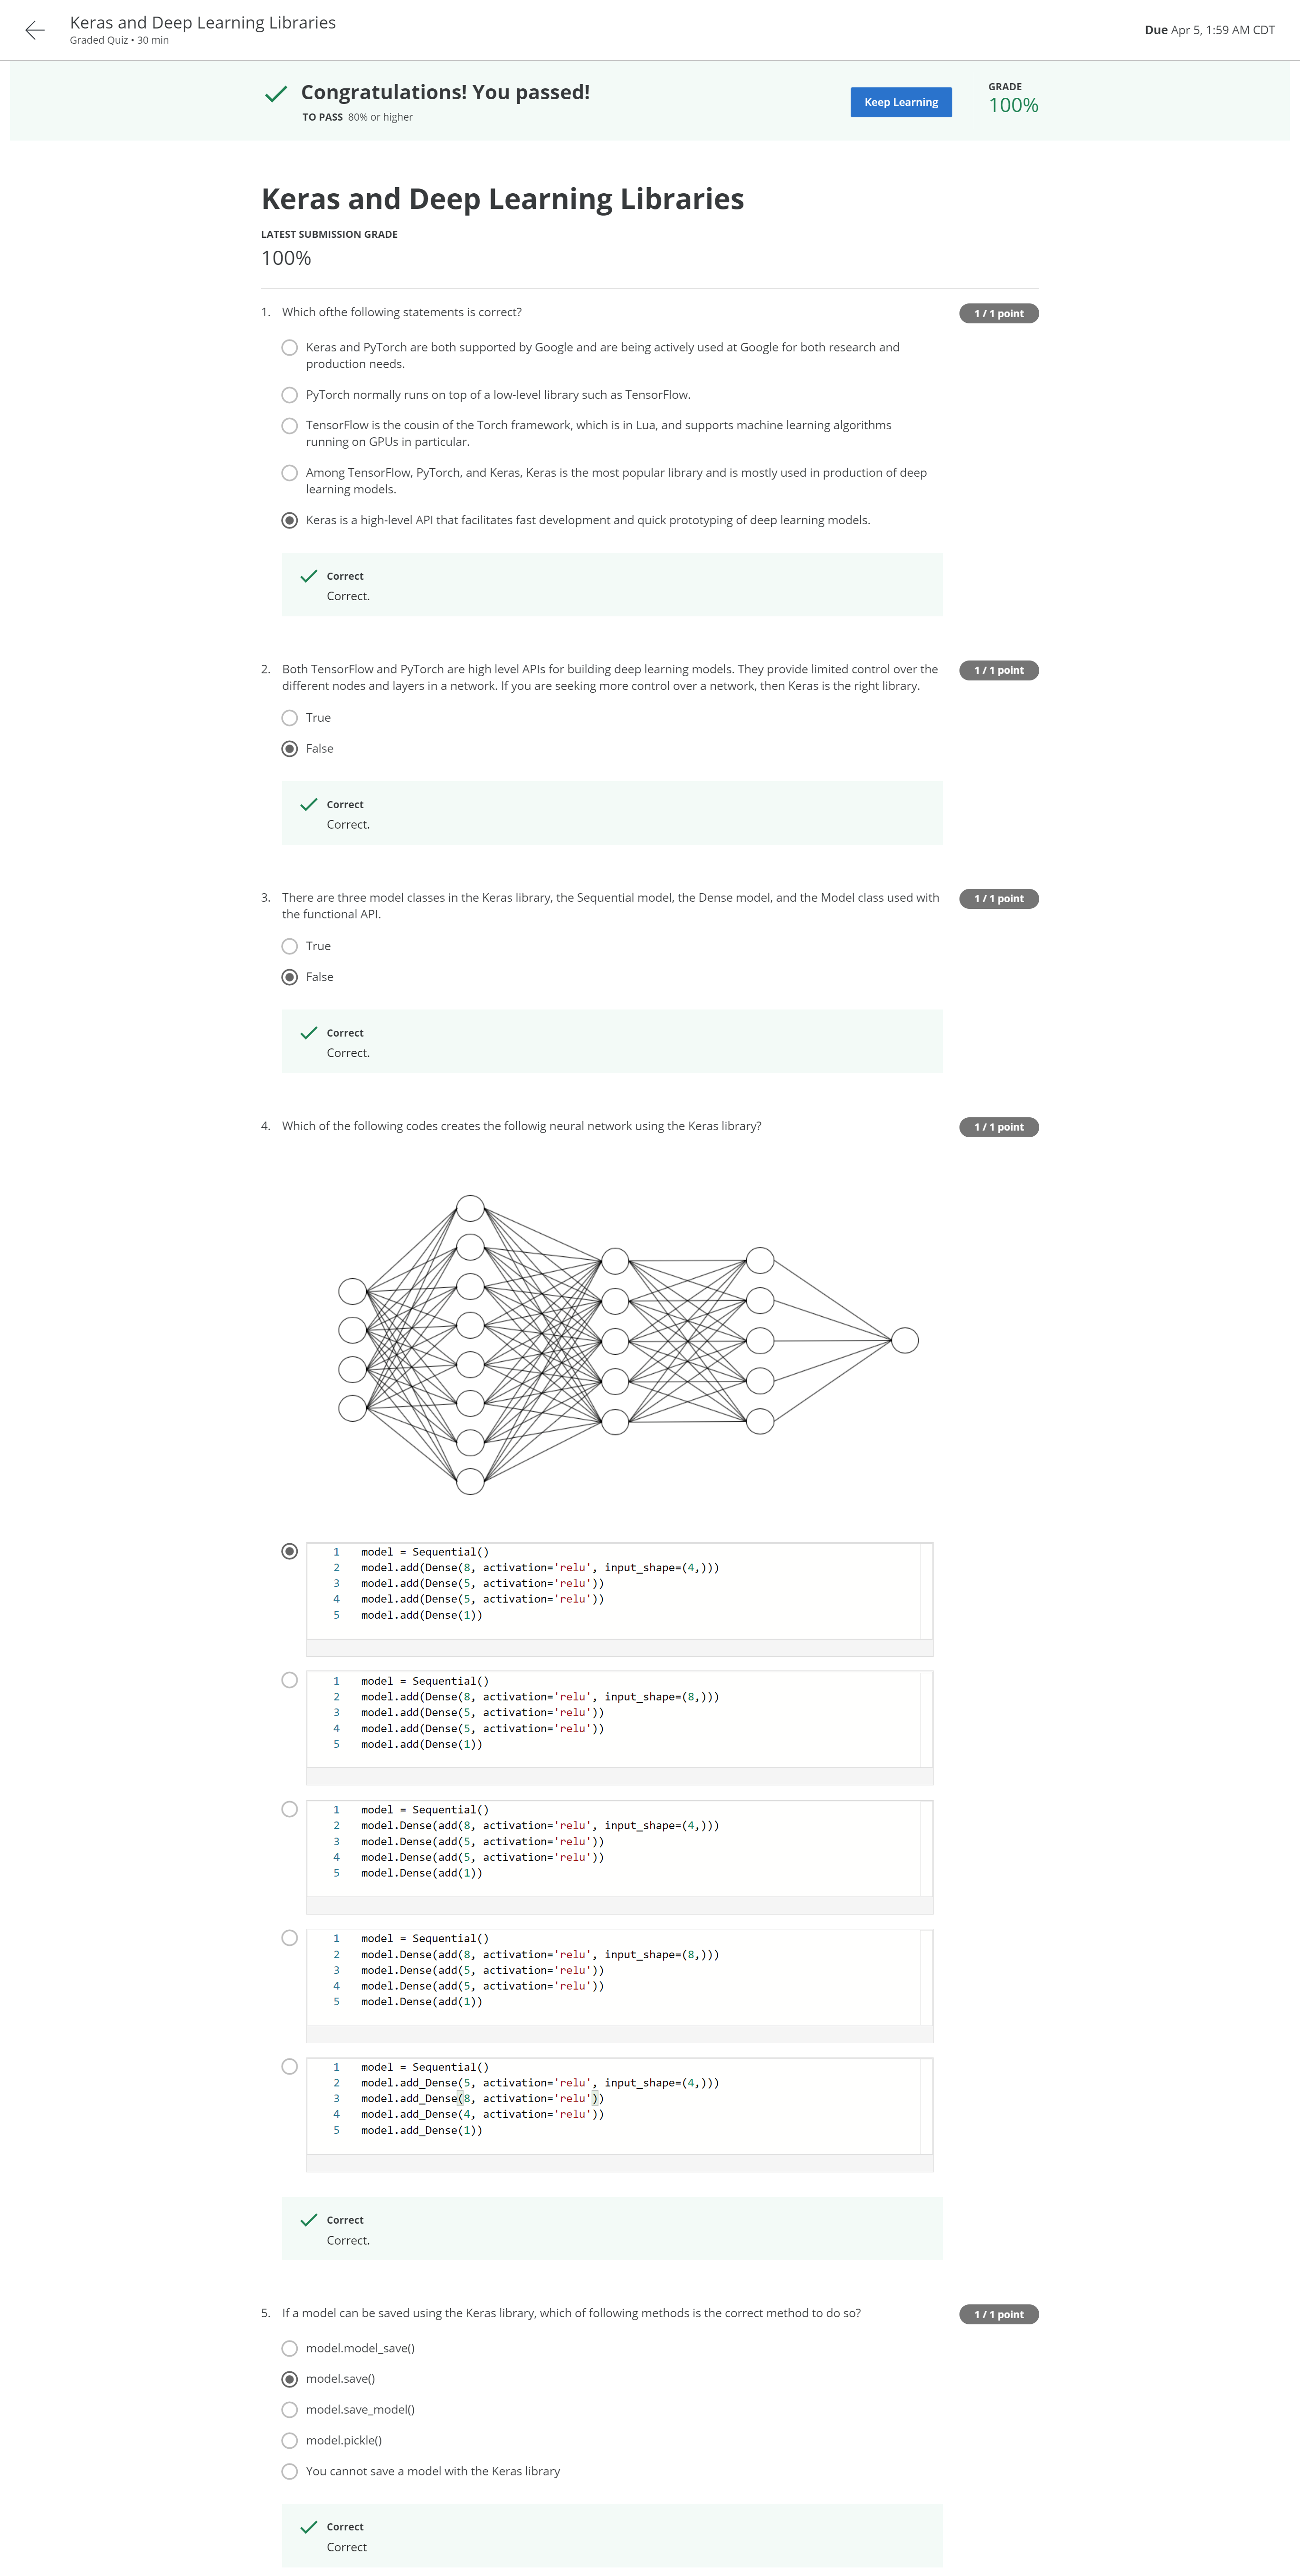 Keras and Deep Learning Libraries
Graded Quiz • 30 min
Due Apr 5, 1:59 AM CDT
Congratulations! You passed!
TO PASS 80% or higher
Keep Learning
GRADE
100%
Keras and Deep Learning Libraries
LATEST SUBMISSION GRADE
100%
1. Which ofthe following statements is correct?
1 / 1 point
Keras and PyTorch are both supported by Google and are being actively used at Google for both research and
production needs.
PyTorch normally runs on top of a low-level library such as TensorFlow.
TensorFlow is the cousin of the Torch framework, which is in Lua, and supports machine learning algorithms
running on GPUs in particular.
Among TensorFlow, PyTorch, and Keras, Keras is the most popular library and is mostly used in production of deep
learning models.
Keras is a high-level API that facilitates fast development and quick prototyping of deep learning models.
Correct
Correct.
2. Both TensorFlow and PyTorch are high level APIs for building deep learning models. They provide limited control over the
different nodes and layers in a network. If you are seeking more control over a network, then Keras is the right library.
1 / 1 point
True
False
Correct
Correct.
3. There are three model classes in the Keras library, the Sequential model, the Dense model, and the Model class used with
the functional API.
1 / 1 point
True
False
Correct
Correct.
4. Which of the following codes creates the followig neural network using the Keras library?
1 / 1 point
1 model = Sequential()
2 model.add(Dense(8, activation='relu', input_shape=(4,)))
3 model.add(Dense(5, activation='relu'))
4 model.add(Dense(5, activation='relu'))
5 model.add(Dense(1))
1 model = Sequential()
2 model.add(Dense(8, activation='relu', input_shape=(8,)))
3 model.add(Dense(5, activation='relu'))
4 model.add(Dense(5, activation='relu'))
5 model.add(Dense(1))
1 model = Sequential()
2 model.Dense(add(8, activation='relu', input_shape=(4,)))
3 model.Dense(add(5, activation='relu'))
4 model.Dense(add(5, activation='relu'))
5 model.Dense(add(1))
1 model = Sequential()
2 model.Dense(add(8, activation='relu', input_shape=(8,)))
3 model.Dense(add(5, activation='relu'))
4 model.Dense(add(5, activation='relu'))
5 model.Dense(add(1))
1 model = Sequential()
2 model.add_Dense(5, activation='relu', input_shape=(4,)))
3 model.add_Dense(8, activation='relu'))
4 model.add_Dense(4, activation='relu'))
5 model.add_Dense(1))
Correct
Correct.
5. If a model can be saved using the Keras library, which of following methods is the correct method to do so?
1 / 1 point
model.model_save()
model.save()
model.save_model()
model.pickle()
You cannot save a model with the Keras library
Correct
Correct